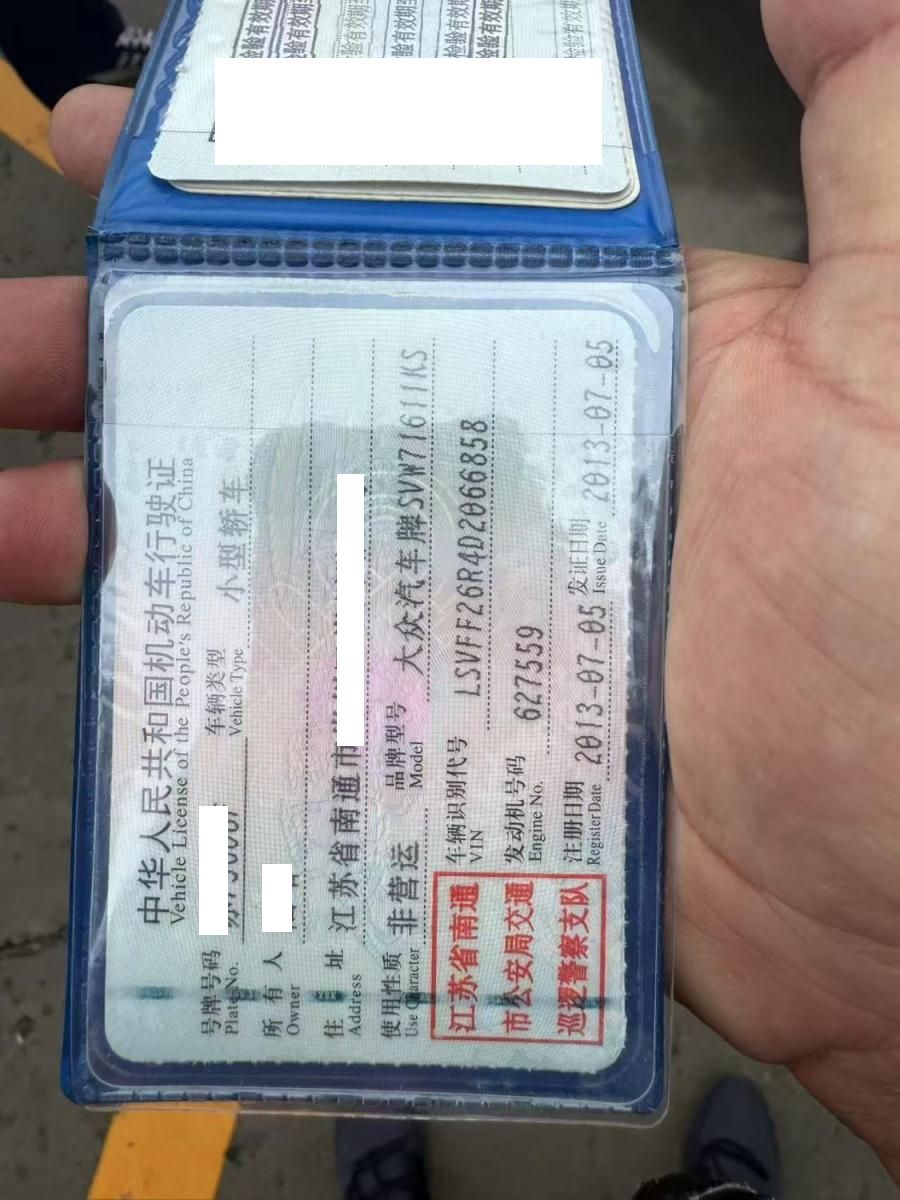 检验有效期
中华人民共和国机动车行驶证
Vehicle License of the People's Republic of China
号牌号码 车辆类型 小型轿车
Plate No. Vehicle Type
所有人
Owner
住址 江苏省南通市
Address
使用性质 非营运 品牌型号 大众汽车牌SVW71611KS
Use Character Model
江苏省南通
市公安局交通
巡逻警察支队
车辆识别代号 LSVFF26R4D2066858
VIN
发动机号码 627559
Engine No.
注册日期 2013-07-05 发证日期 2013-07-05
Register Date Issue Date